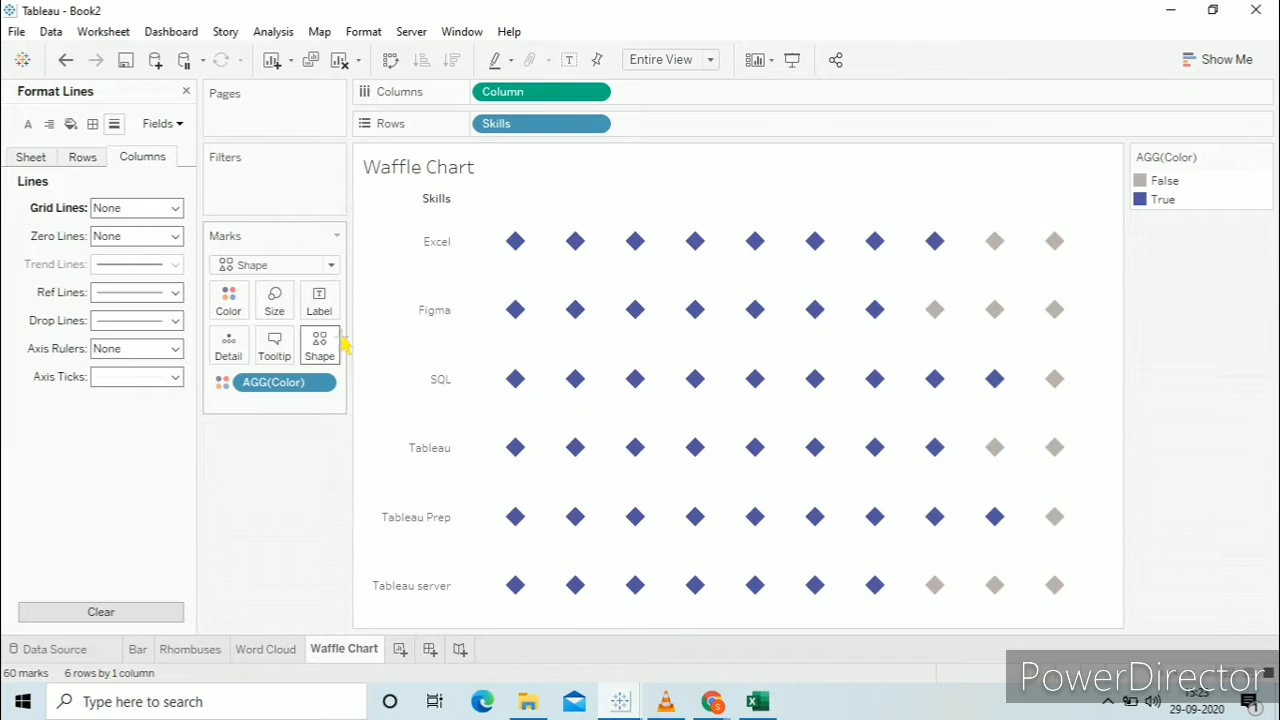 Tableau - Book2
File Data Worksheet Dashboard Story Analysis Map Format Server Window Help
Entire View
Show Me
Format Lines
Fields
Sheet Rows Columns
Lines
Grid Lines: None
Zero Lines: None
Trend Lines:
Ref Lines:
Drop Lines:
Axis Rulers: None
Axis Ticks:
Clear
Pages
Filters
Marks
Shape
Color Size Label
Detail Tooltip Shape
AGG(Color)
Columns Column
Rows Skills
Waffle Chart
Skills
Excel
Figma
SQL
Tableau
Tableau Prep
Tableau server
AGG(Color)
False
True
Data Source Bar Rhombuses Word Cloud Waffle Chart
60 marks 6 rows by 1 column
PowerDirector
Type here to search
29-09-2020